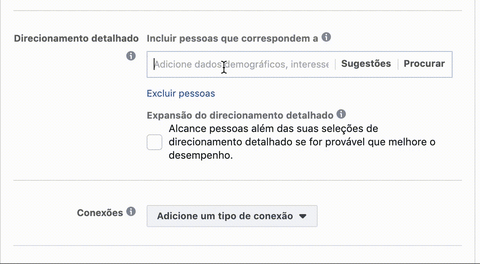 Direcionamento detalhado
Incluir pessoas que correspondem a
Adicione dados demográficos, interesse
Sugestões
Procurar
Excluir pessoas
Expansão do direcionamento detalhado
Alcance pessoas além das suas seleções de
direcionamento detalhado se for provável que melhore o
desempenho.
Conexões
Adicione um tipo de conexão